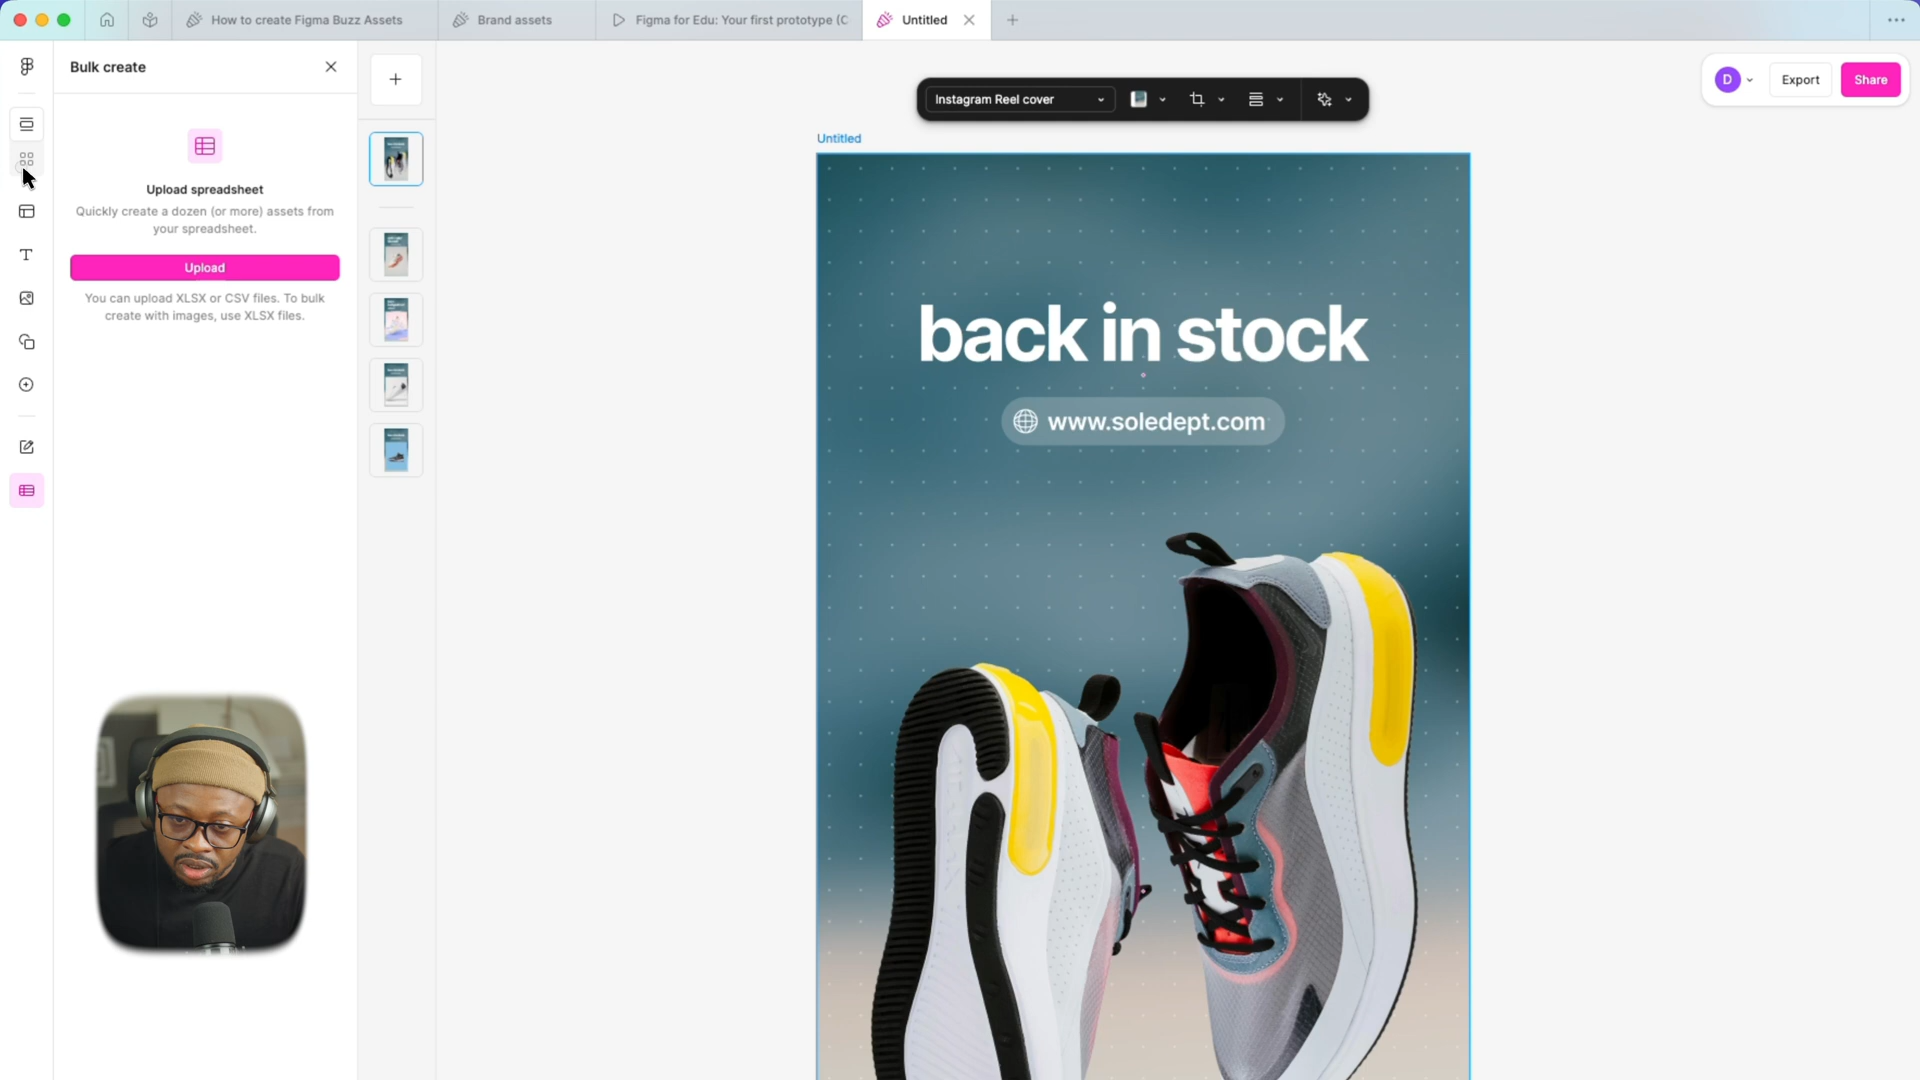 How to create Figma Buzz Assets
Brand assets
Figma for Edu: Your first prototype (C
Untitled
Bulk create
Upload spreadsheet
Quickly create a dozen (or more) assets from
your spreadsheet.
Upload
You can upload XLSX or CSV files. To bulk
create with images, use XLSX files.
Instagram Reel cover
D
Export
Share
Untitled
back in stock
www.soledept.com